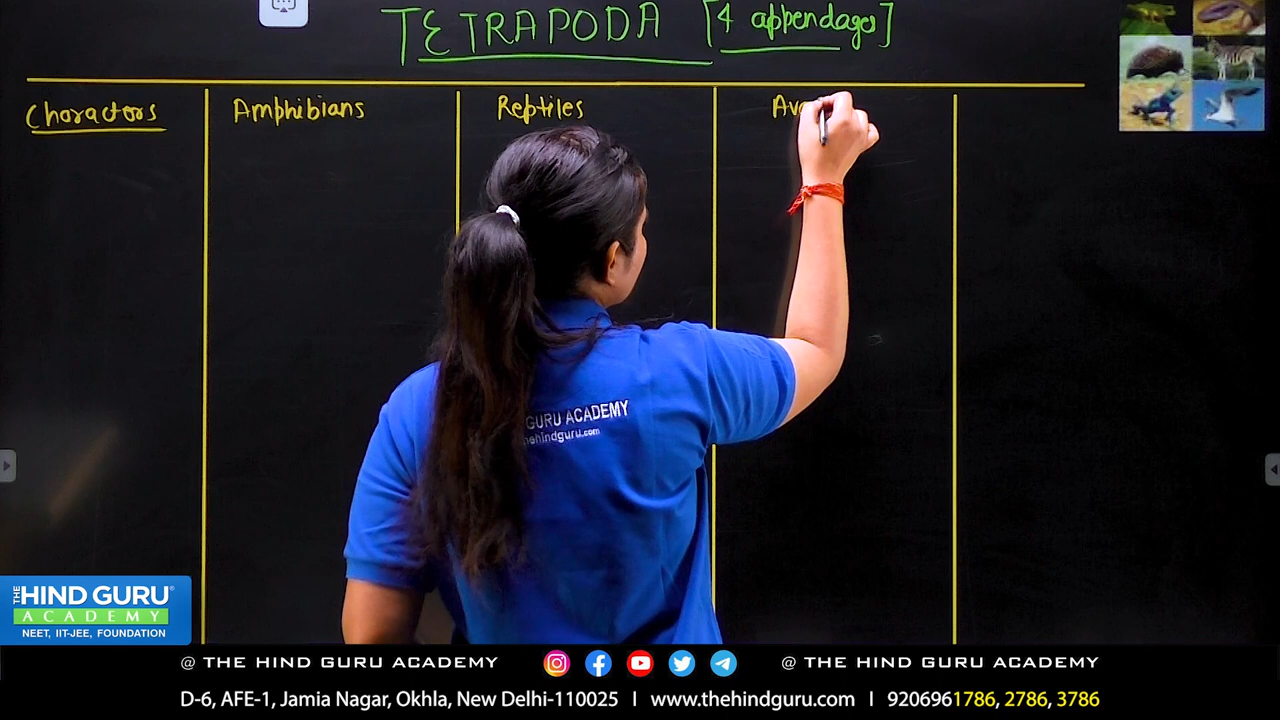 TETRAPODA [4 appendages]
Charactors
Amphibians
Reptiles
GURU ACADEMY
hehindguru.com
THE HIND GURU®
ACADEMY
NEET, IIT-JEE, FOUNDATION
@ THE HIND GURU ACADEMY
@ THE HIND GURU ACADEMY
D-6, AFE-1, Jamia Nagar, Okhla, New Delhi-110025 I www.thehindguru.com I 9206961786, 2786, 3786